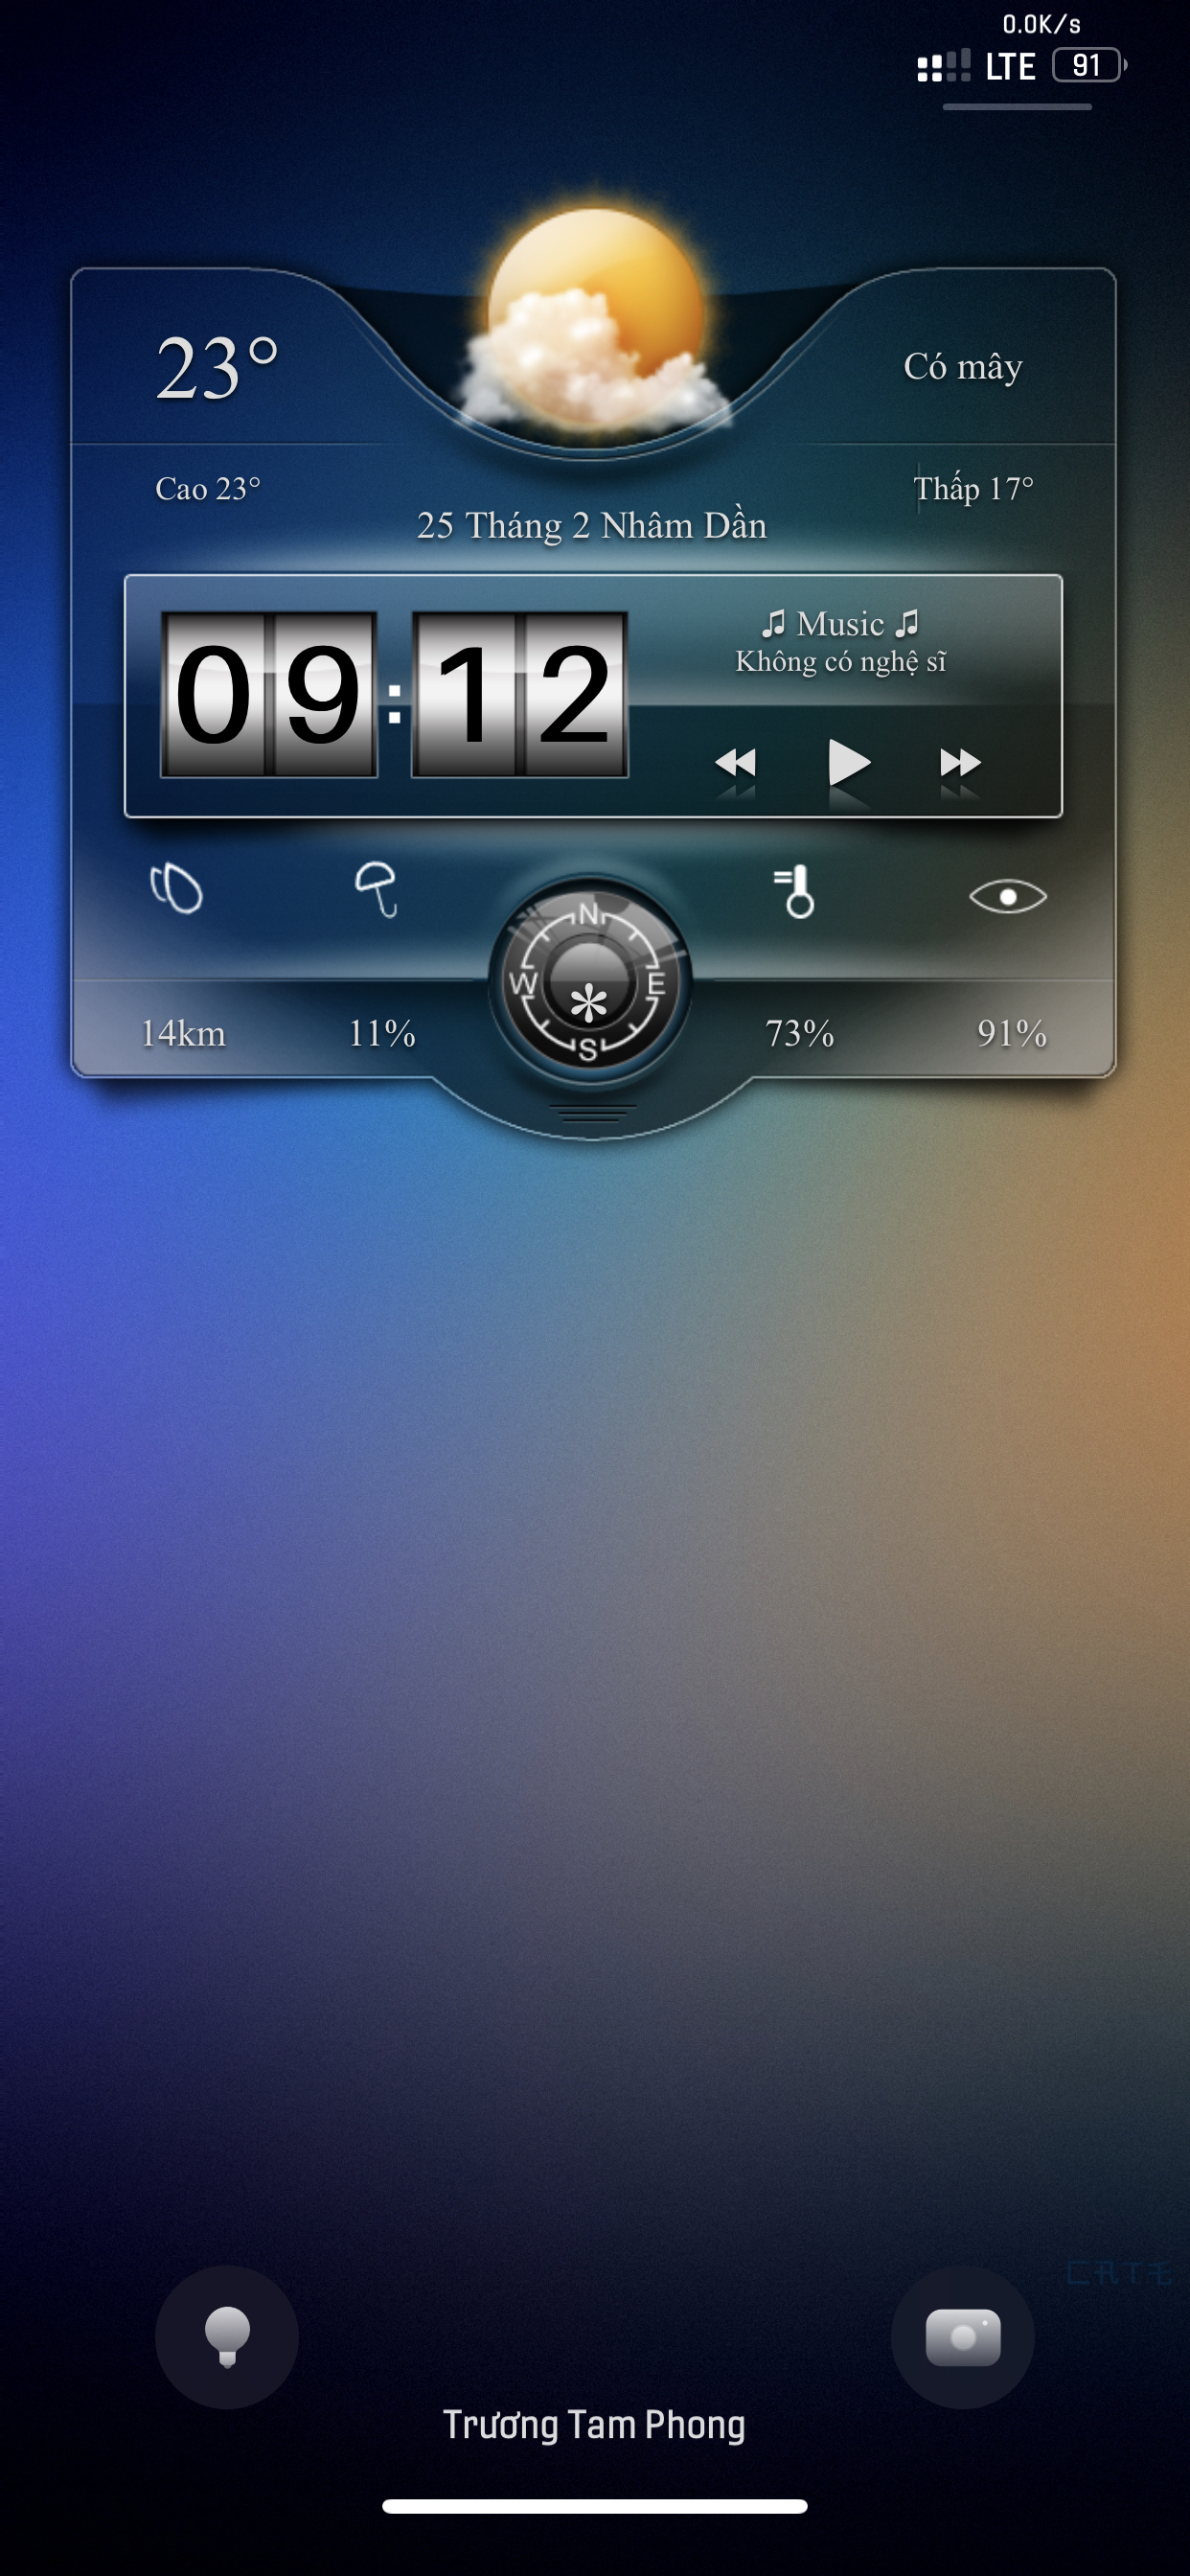 0.0K/s
LTE 91
23°
Có mây
Cao 23°
Thấp 17°
25 Tháng 2 Nhâm Dần
09:12
♫ Music ♫
Không có nghệ sĩ
N
W E
S
14km 11% 73% 91%
Trương Tam Phong